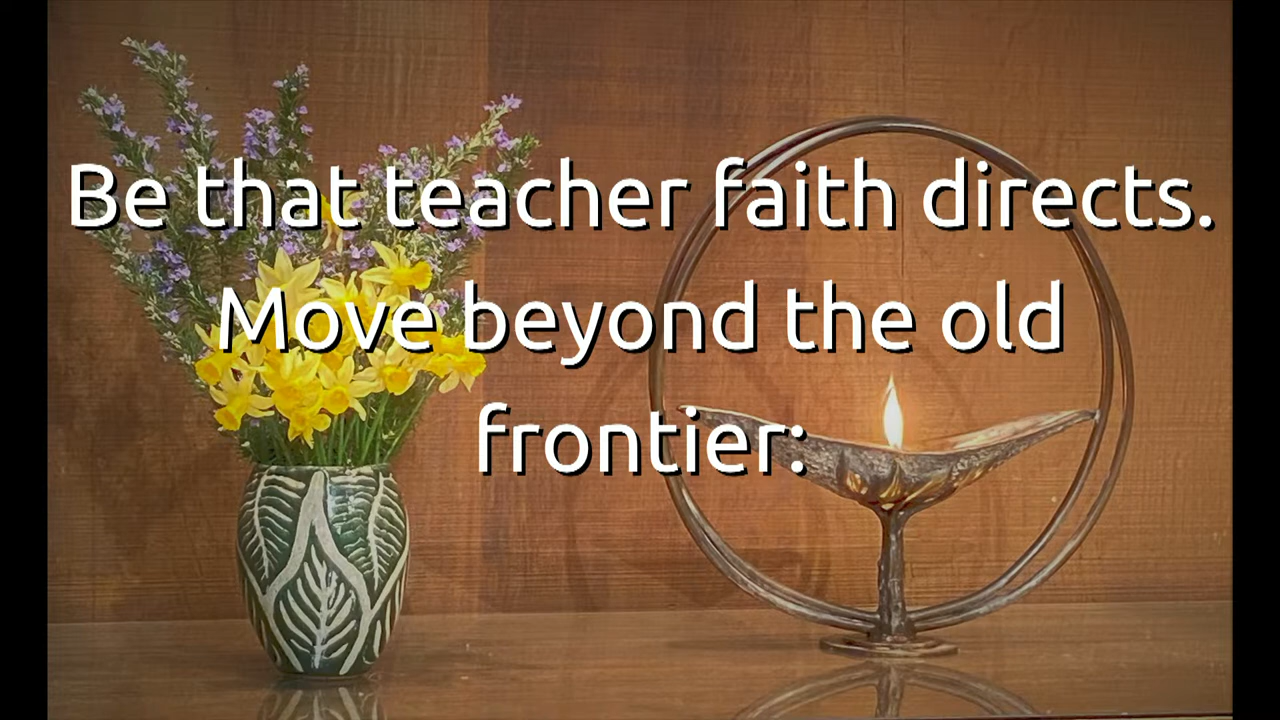 Be that teacher faith directs.
Move beyond the old
frontier: